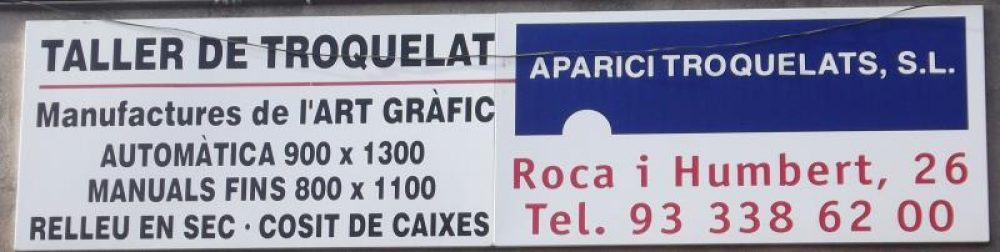 TALLER DE TROQUELAT
Manufactures de l'ART GRÀFIC
AUTOMÀTICA 900 x 1300
MANUALS FINS 800 x 1100
RELLEU EN SEC · COSIT DE CAIXES
APARICI TROQUELATS, S.L.
Roca i Humbert, 26
Tel. 93 338 62 00